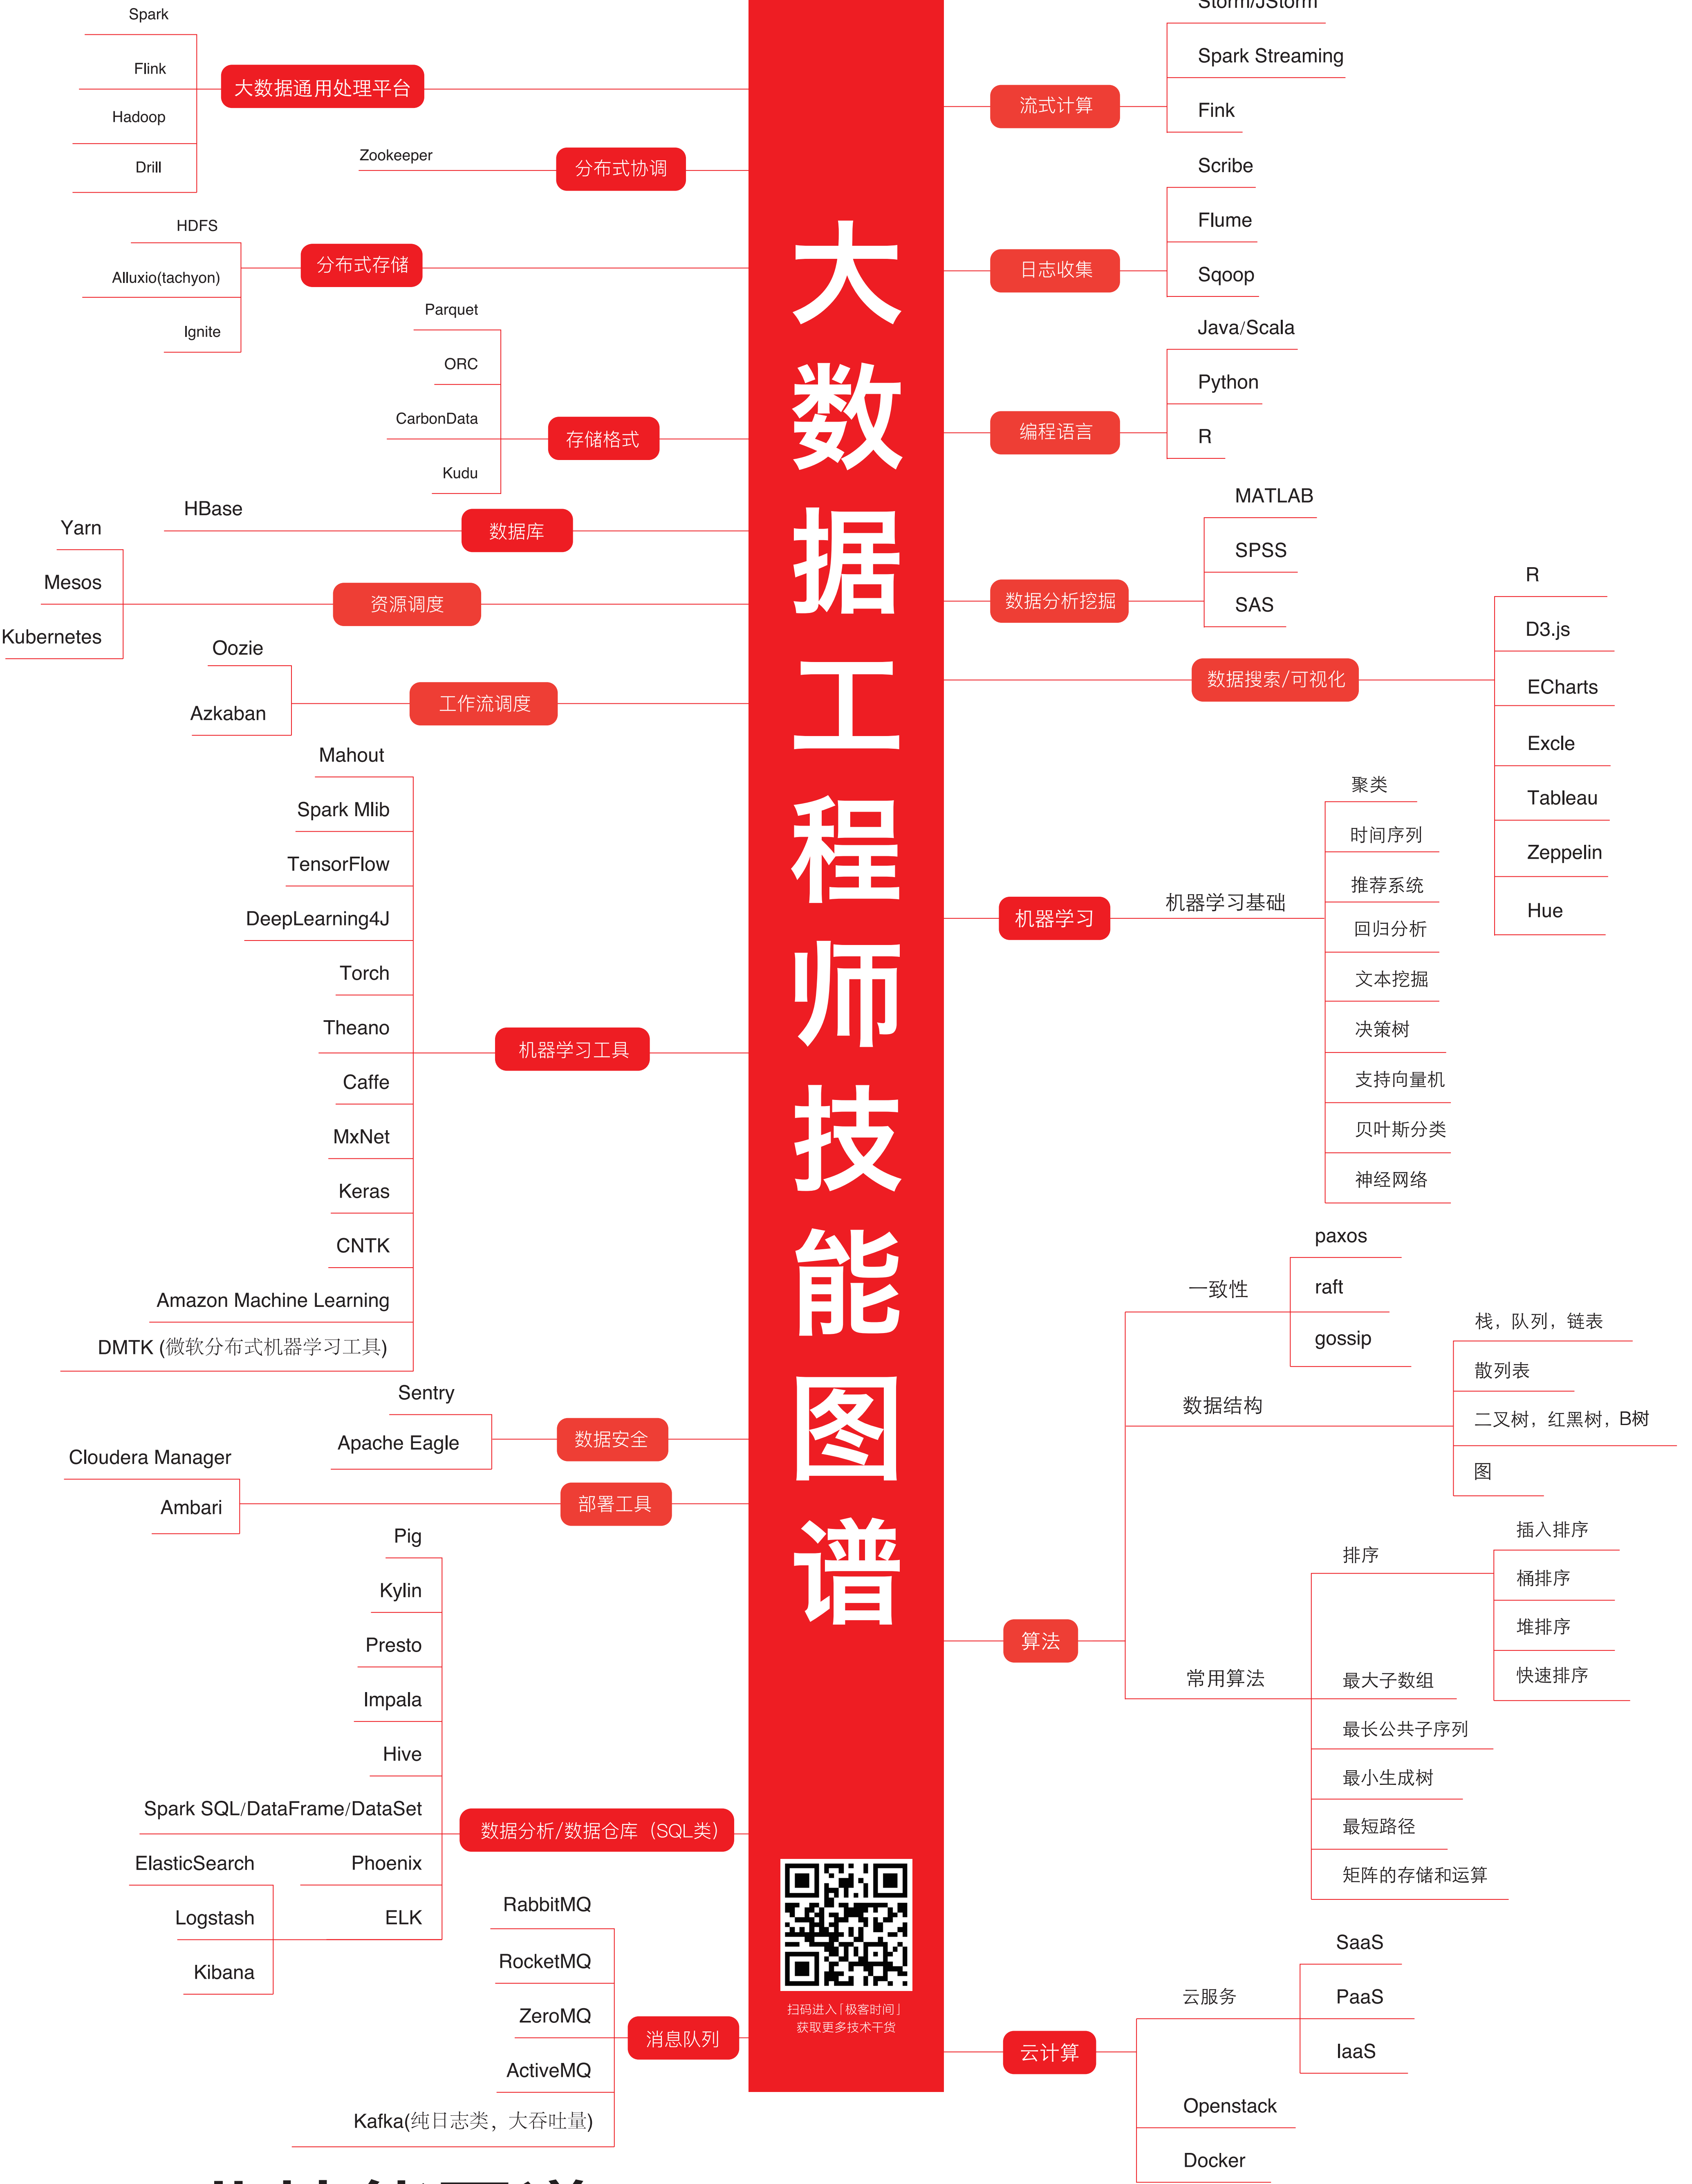 Spark
Flink
Hadoop
Drill
大数据通用处理平台
Zookeeper
分布式协调
HDFS
Alluxio(tachyon)
Ignite
分布式存储
Parquet
ORC
CarbonData
Kudu
存储格式
HBase
数据库
Yarn
Mesos
Kubernetes
资源调度
Oozie
Azkaban
工作流调度
Mahout
Spark Mlib
TensorFlow
DeepLearning4J
Torch
Theano
Caffe
MxNet
Keras
CNTK
Amazon Machine Learning
DMTK (微软分布式机器学习工具)
机器学习工具
Sentry
Apache Eagle
数据安全
Cloudera Manager
Ambari
部署工具
Pig
Kylin
Presto
Impala
Hive
Spark SQL/DataFrame/DataSet
Phoenix
ELK
ElasticSearch
Logstash
Kibana
数据分析/数据仓库（SQL类）
RabbitMQ
RocketMQ
ZeroMQ
ActiveMQ
Kafka(纯日志类，大吞吐量)
消息队列
大数据工程师技能图谱
扫码进入「极客时间」
获取更多技术干货
Storm/JStorm
Spark Streaming
Fink
流式计算
Scribe
Flume
Sqoop
日志收集
Java/Scala
Python
R
编程语言
MATLAB
SPSS
SAS
数据分析挖掘
R
D3.js
ECharts
Excle
Tableau
Zeppelin
Hue
数据搜索/可视化
机器学习
机器学习基础
聚类
时间序列
推荐系统
回归分析
文本挖掘
决策树
支持向量机
贝叶斯分类
神经网络
算法
一致性
paxos
raft
gossip
数据结构
栈，队列，链表
散列表
二叉树，红黑树，B树
图
常用算法
排序
插入排序
桶排序
堆排序
快速排序
最大子数组
最长公共子序列
最小生成树
最短路径
矩阵的存储和运算
云计算
云服务
SaaS
PaaS
IaaS
Openstack
Docker